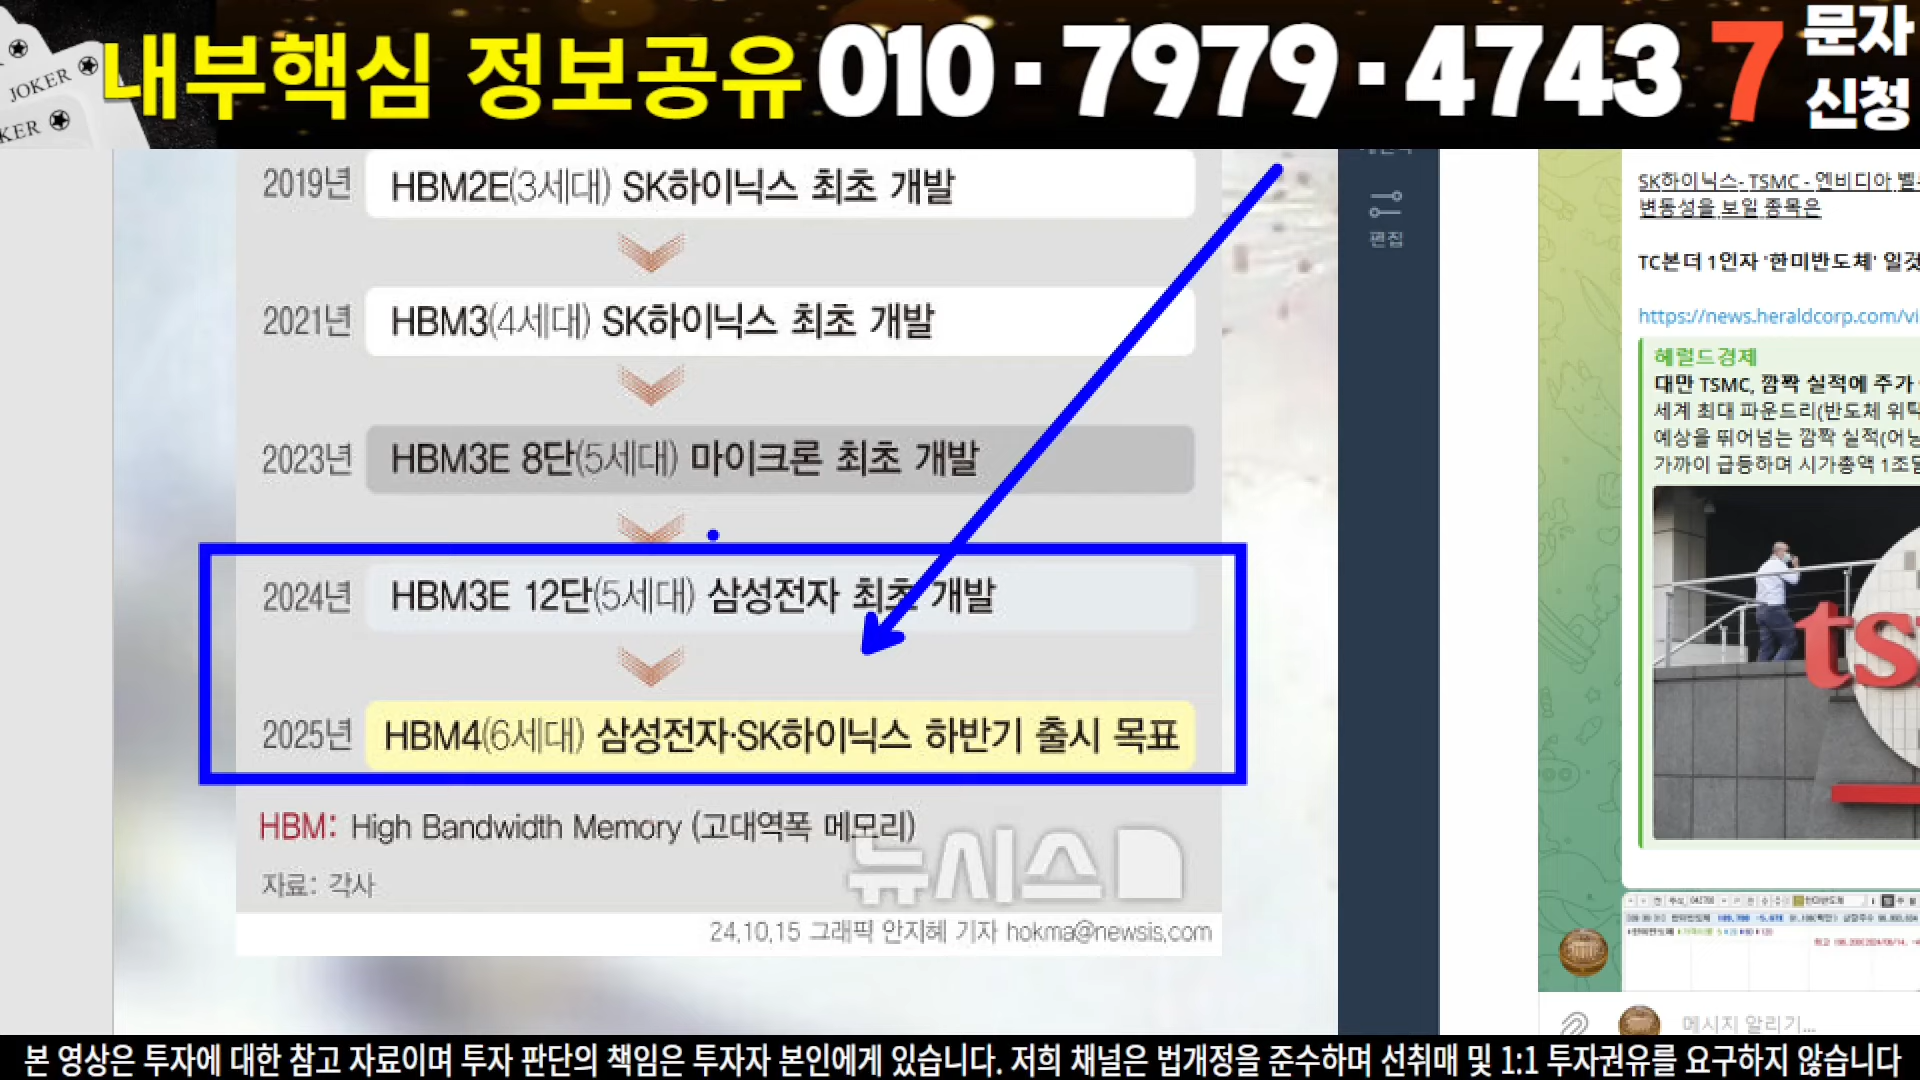 JOKER
KER
내부핵심 정보공유 010-7979-4743 7 문자 신청
2019년 HBM2E(3세대) SK하이닉스 최초 개발
2021년 HBM3(4세대) SK하이닉스 최초 개발
2023년 HBM3E 8단(5세대) 마이크론 최초 개발
2024년 HBM3E 12단(5세대) 삼성전자 최초 개발
2025년 HBM4(6세대) 삼성전자·SK하이닉스 하반기 출시 목표
HBM: High Bandwidth Memory (고대역폭 메모리)
자료: 각사
뉴시스
24.10.15 그래픽 안지혜 기자 hokma@newsis.com
편집
SK하이닉스- TSMC - 엔비디아
변동성을 보일 종목은
TC본더 1인자 '한미반도체'
https://news.heraldcorp.com/vi
헤럴드경제
대만 TSMC, 깜짝 실적에 주가
세계 최대 파운드리(반도체 위탁
예상을 뛰어넘는 깜짝 실적(어닝
가까이 급등하며 시가총액 1조달
ts
메시지 알리기...
본 영상은 투자에 대한 참고 자료이며 투자 판단의 책임은 투자자 본인에게 있습니다. 저희 채널은 법개정을 준수하며 선취매 및 1:1 투자권유를 요구하지 않습니다